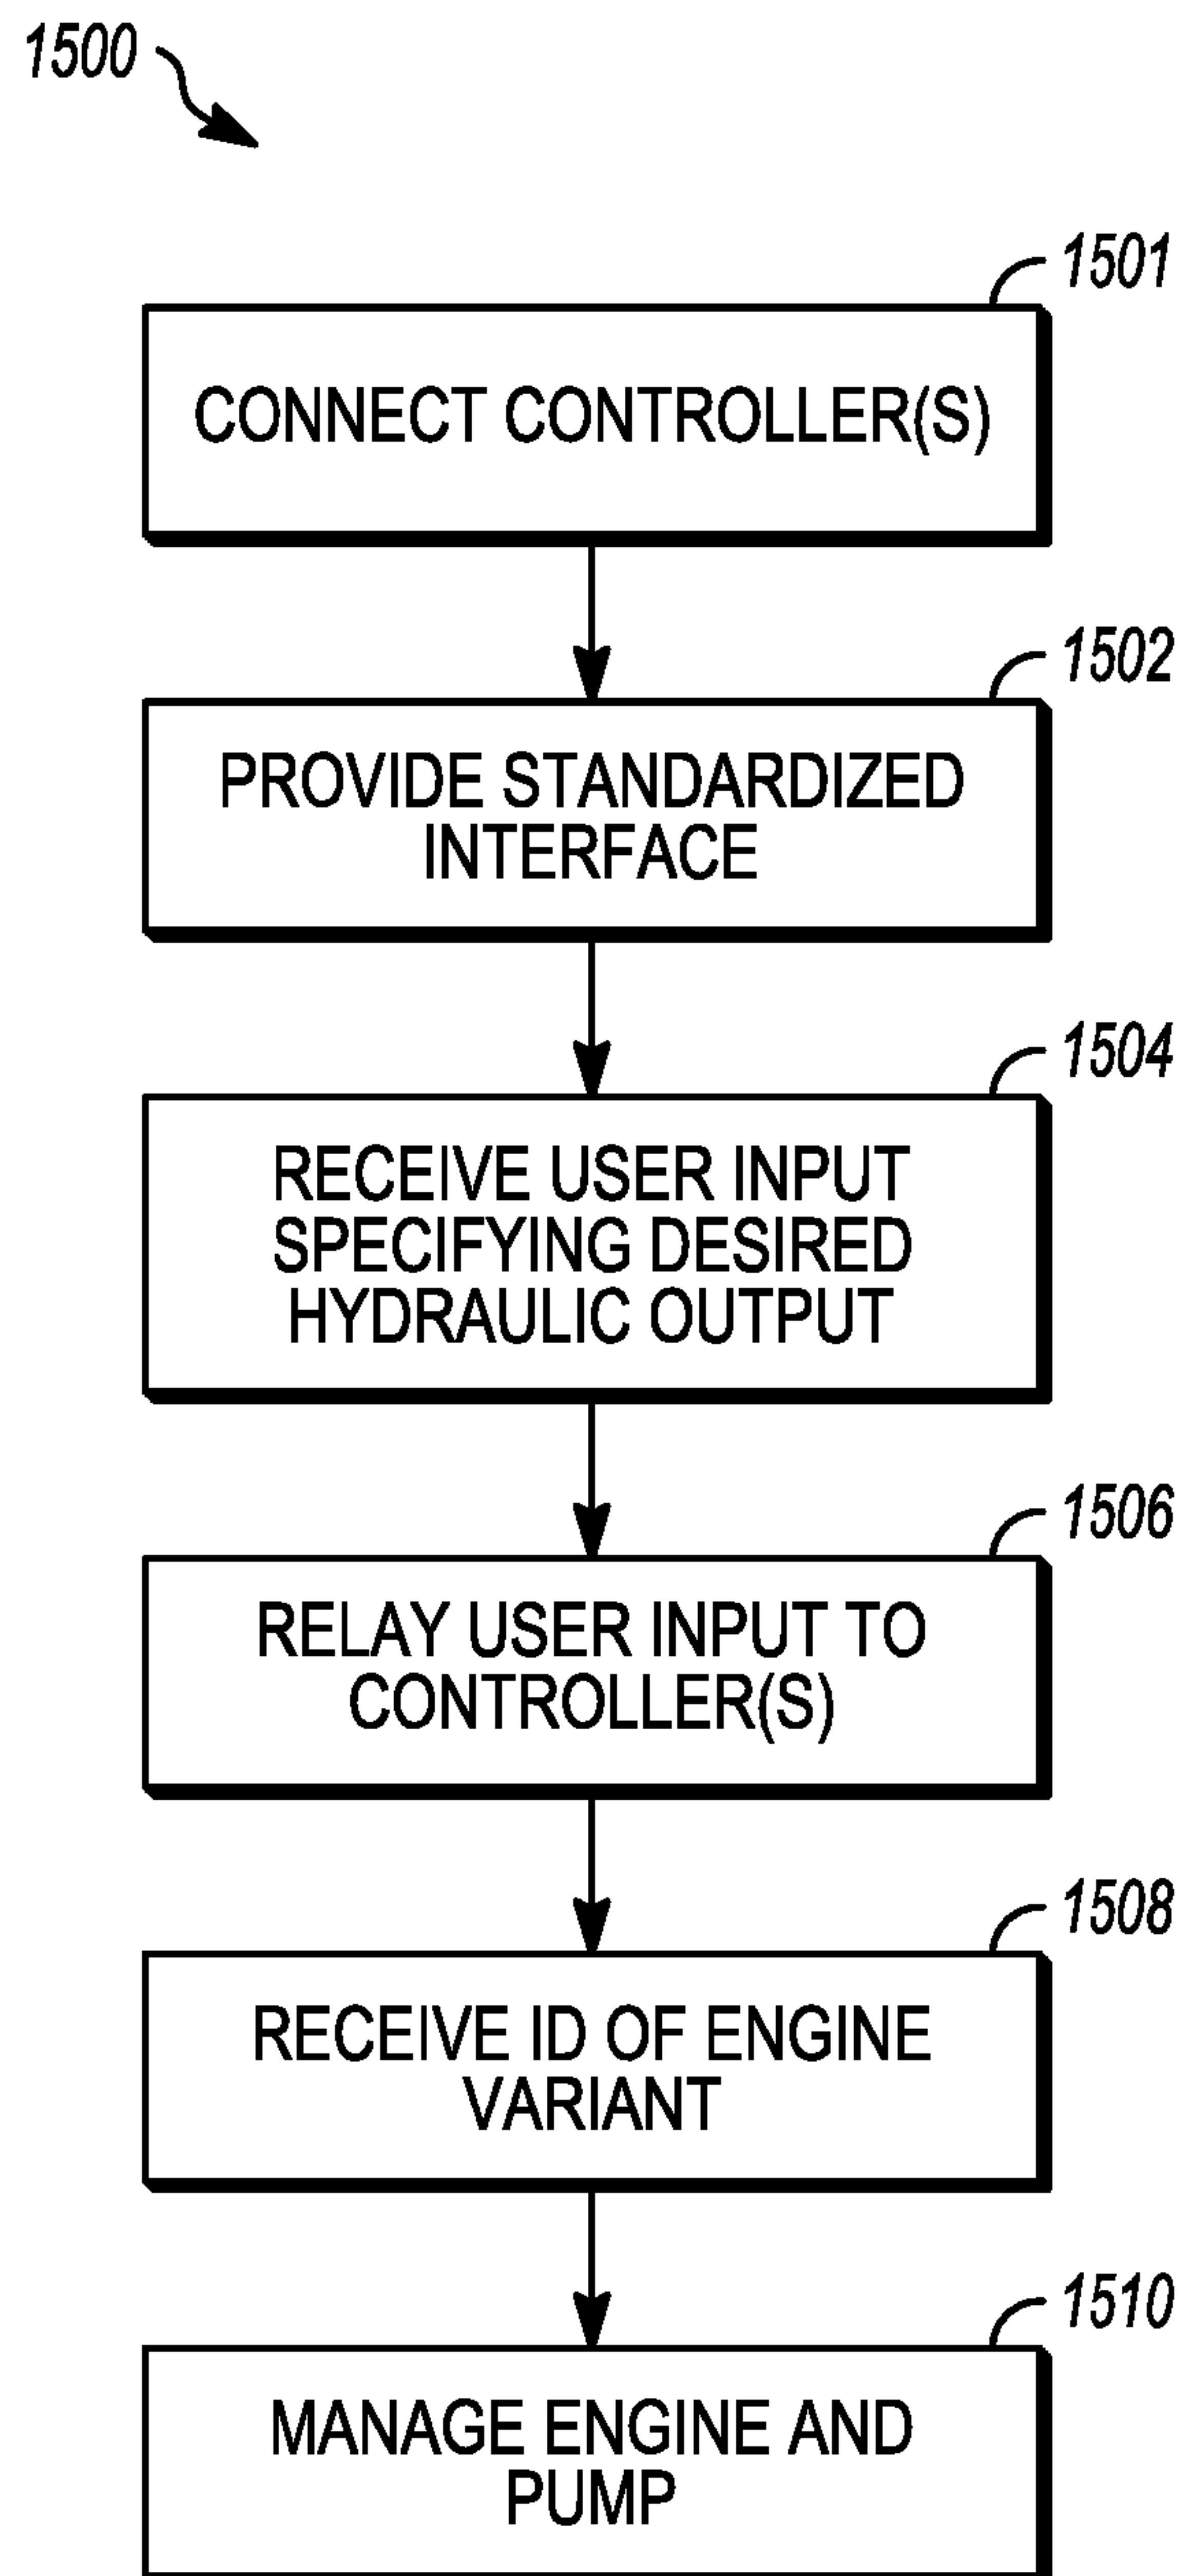 1500
1501
CONNECT CONTROLLER(S)
1502
PROVIDE STANDARDIZED
INTERFACE
1504
RECEIVE USER INPUT
SPECIFYING DESIRED
HYDRAULIC OUTPUT
1506
RELAY USER INPUT TO
CONTROLLER(S)
1508
RECEIVE ID OF ENGINE
VARIANT
1510
MANAGE ENGINE AND
PUMP